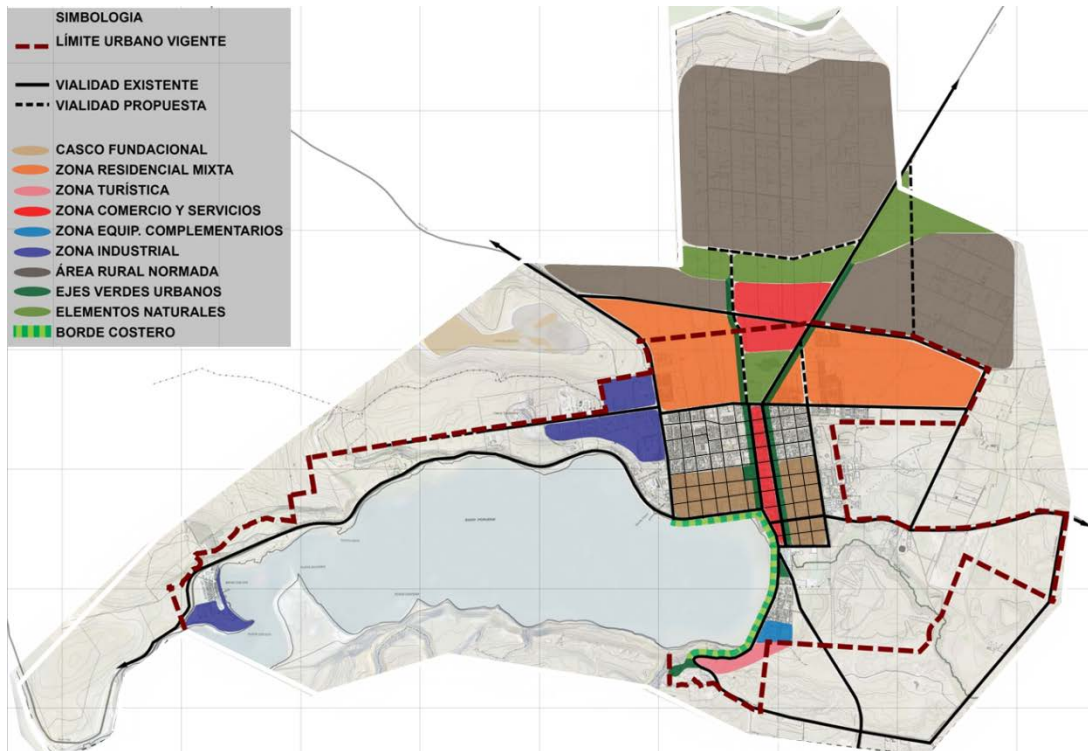 SIMBOLOGIA
LÍMITE URBANO VIGENTE
VIALIDAD EXISTENTE
VIALIDAD PROPUESTA
CASCO FUNDACIONAL
ZONA RESIDENCIAL MIXTA
ZONA TURÍSTICA
ZONA COMERCIO Y SERVICIOS
ZONA EQUIP. COMPLEMENTARIOS
ZONA INDUSTRIAL
ÁREA RURAL NORMADA
EJES VERDES URBANOS
ELEMENTOS NATURALES
BORDE COSTERO